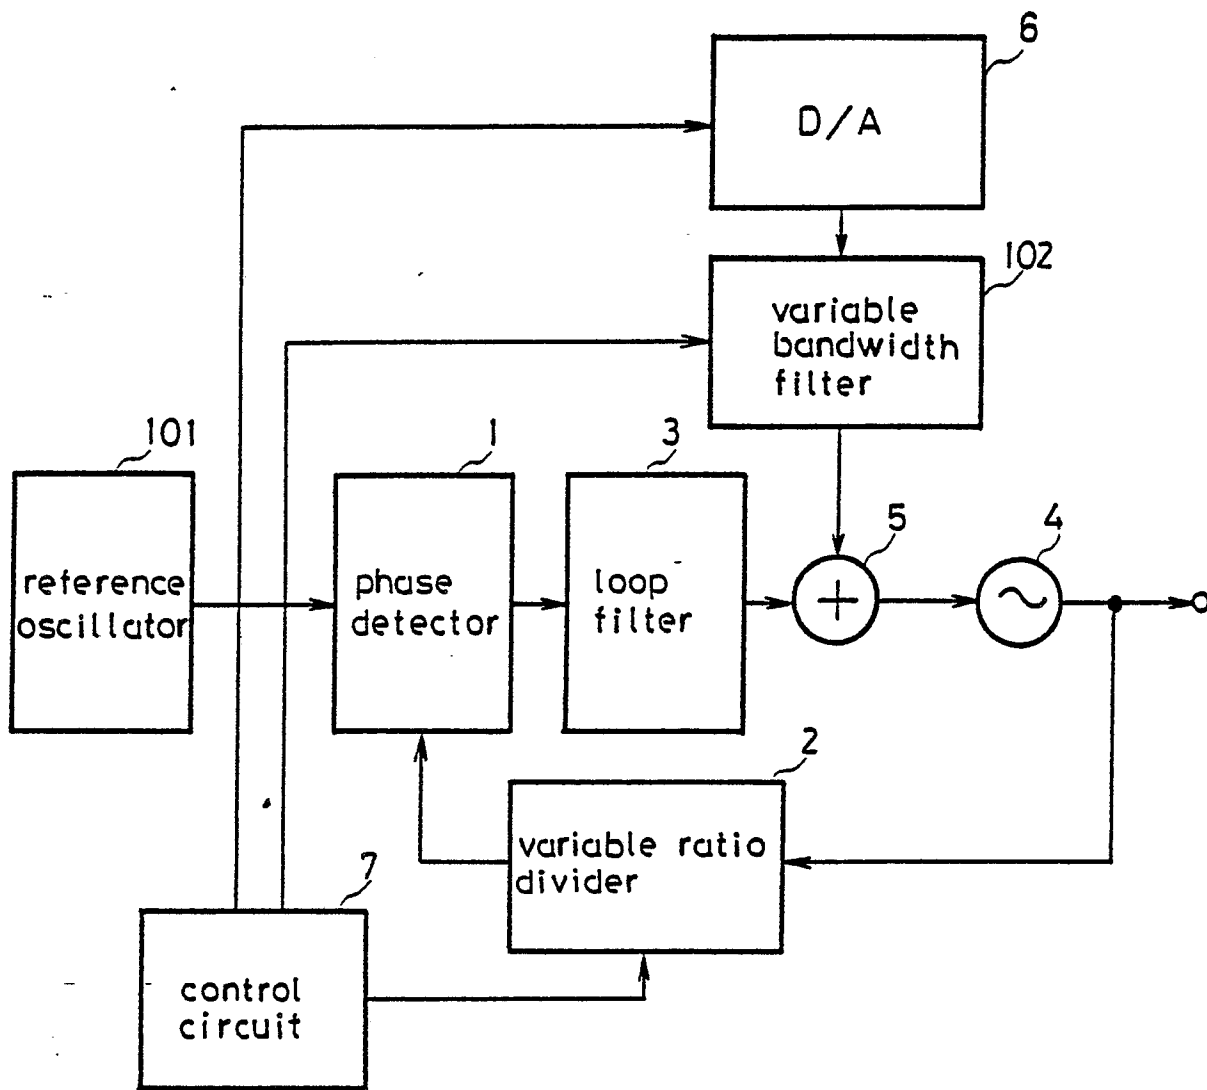 6
D/A
102
variable
bandwidth
filter
101
1
3
5
4
reference
oscillator
phase
detector
loop
filter
2
variable ratio
divider
7
control
circuit